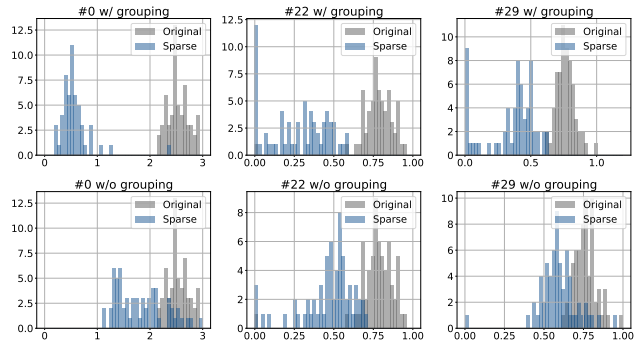 #0 w/ grouping
#22 w/ grouping
#29 w/ grouping
Original
Sparse
Original
Sparse
Original
Sparse
12.5
10.0
7.5
5.0
2.5
0.0
0 1 2 3
12.5
10.0
7.5
5.0
2.5
0.0
0.00 0.25 0.50 0.75 1.00
10
8
6
4
2
0
0.0 0.5 1.0
#0 w/o grouping
#22 w/o grouping
#29 w/o grouping
Original
Sparse
Original
Sparse
Original
Sparse
12.5
10.0
7.5
5.0
2.5
0.0
0 1 2 3
8
6
4
2
0
0.00 0.25 0.50 0.75 1.00
10
8
6
4
2
0
0.00 0.25 0.50 0.75 1.00